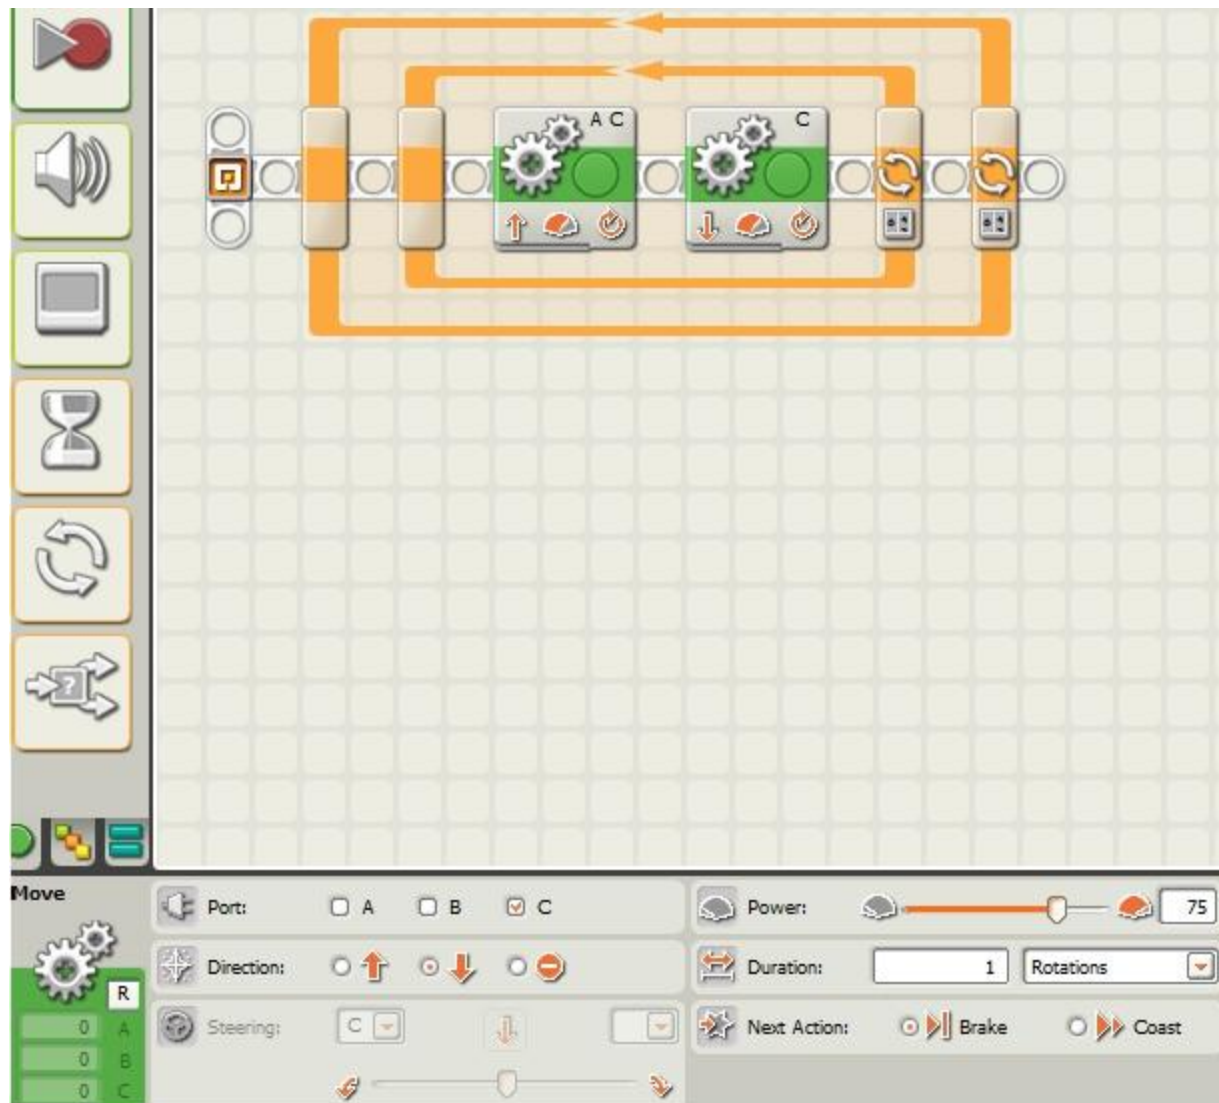 A C
C
?
Move
Port: A B C
Power: 75
Direction:
Duration: 1 Rotations
R
Steering: C
Next Action: Brake Coast
0 A
0 B
0 C